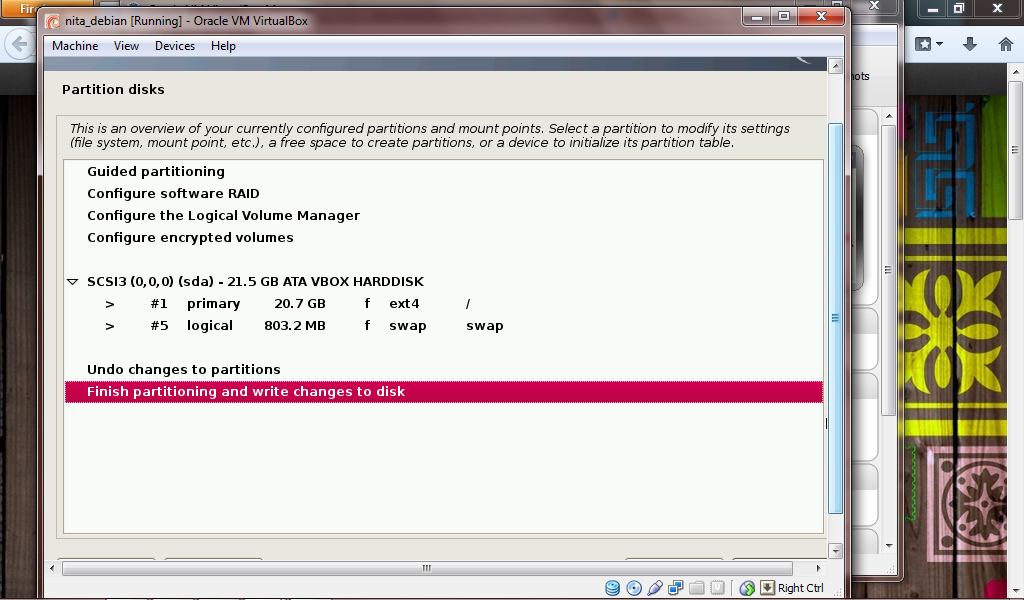 Fir
nita_debian [Running] - Oracle VM VirtualBox
Machine View Devices Help
Partition disks
This is an overview of your currently configured partitions and mount points. Select a partition to modify its settings
(file system, mount point, etc.), a free space to create partitions, or a device to initialize its partition table.
Guided partitioning
Configure software RAID
Configure the Logical Volume Manager
Configure encrypted volumes
SCSI3 (0,0,0) (sda) - 21.5 GB ATA VBOX HARDDISK
> #1 primary 20.7 GB f ext4 /
> #5 logical 803.2 MB f swap swap
Undo changes to partitions
Finish partitioning and write changes to disk
Right Ctrl